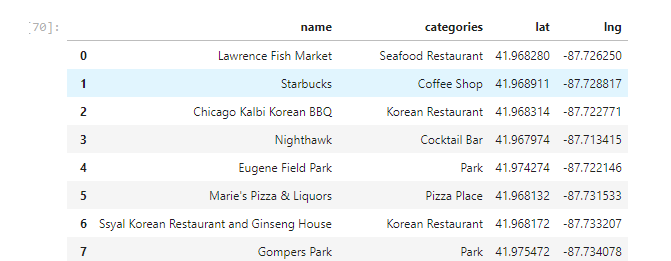 [70]:
name categories lat lng
0 Lawrence Fish Market Seafood Restaurant 41.968280 -87.726250
1 Starbucks Coffee Shop 41.968911 -87.728817
2 Chicago Kalbi Korean BBQ Korean Restaurant 41.968314 -87.722771
3 Nighthawk Cocktail Bar 41.967974 -87.713415
4 Eugene Field Park Park 41.974274 -87.722146
5 Marie's Pizza & Liquors Pizza Place 41.968132 -87.731533
6 Ssyal Korean Restaurant and Ginseng House Korean Restaurant 41.968172 -87.733207
7 Gompers Park Park 41.975472 -87.734078